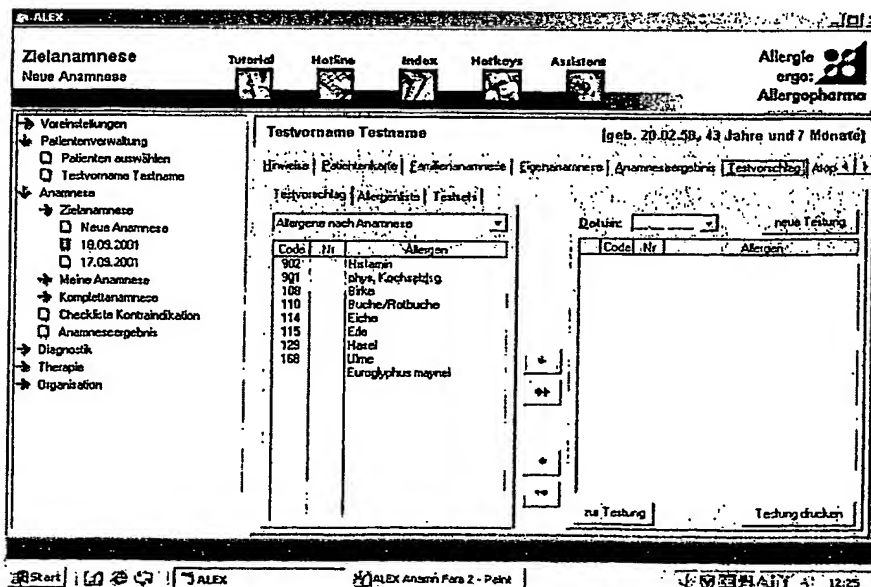 ALEX
Zielanamnese
Neue Anamnese
Tutorial Hotline Index Hotkeys Assistent
Allergie
ergo:
Allergopharma
Voreinstellungen
Patientenverwaltung
Patienten auswählen
Testvorname Testname
Anamnese
Zielanamnese
Neue Anamnese
18.09.2001
17.09.2001
Meine Anamnese
Komplettanamnese
Checkliste Kontraindikation
Anamneseergebnis
Diagnostik
Therapie
Organisation
Testvorname Testname (geb. 20.02.58, 43 Jahre und 7 Monate)
Hinweise Patientenkarte Familienanamnese Eigenanamnese Anamneseergebnis Testvorschlag Atop
Testvorschlag Allergenliste Testsets
Allergene nach Anamnese
Code Nr Allergen
902 Histamin
901 phys. Kochsalzlsg.
108 Birke
110 Buche/Rotbuche
114 Eiche
115 Erle
129 Hasel
168 Ulme
Euroglyphus maynei
Datum: neue Testung
Code Nr Allergen
zur Testung Testung drucken
Start ALEX ALEX Anamn Fara 2 - Paint 12:25